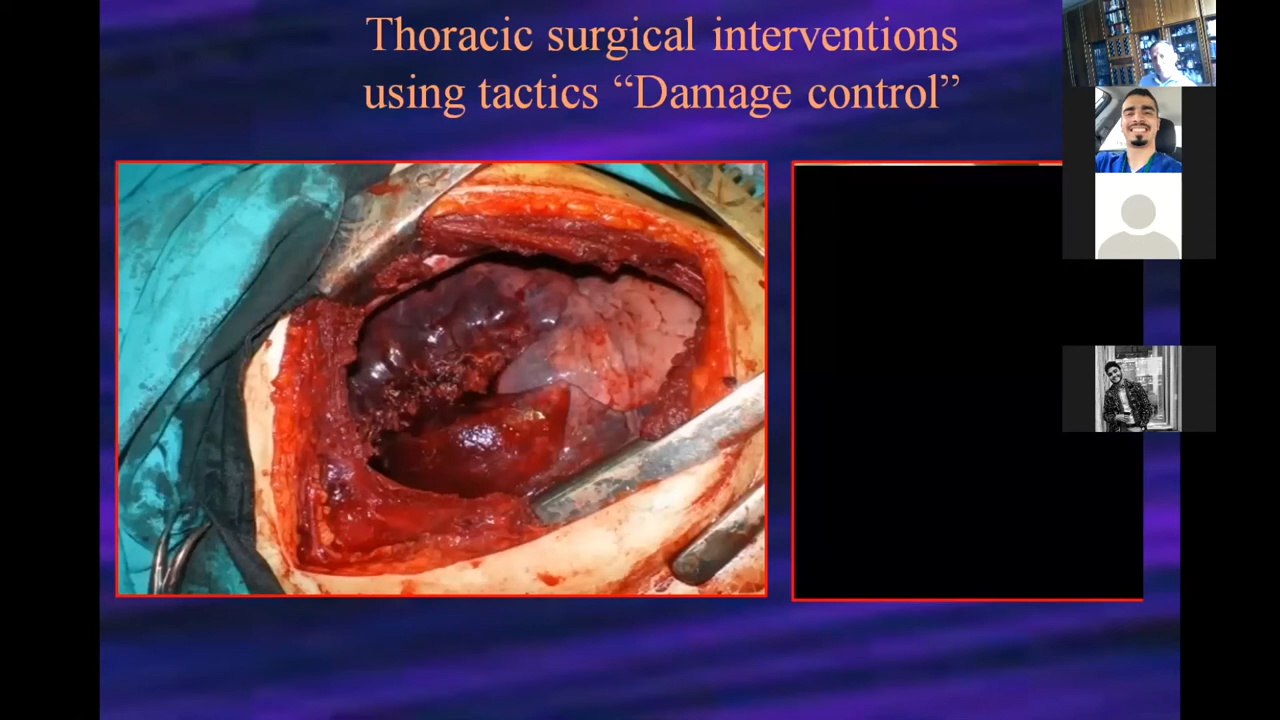 Thoracic surgical interventions
using tactics “Damage control”